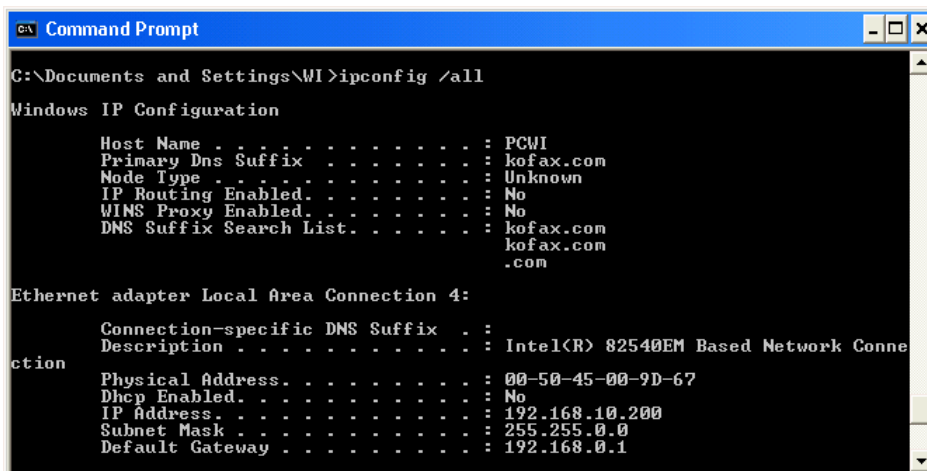 Command Prompt
C:\Documents and Settings\WI>ipconfig /all
Windows IP Configuration
Host Name . . . . . . . . . . . . : PCWI
Primary Dns Suffix . . . . . . . : kofax.com
Node Type . . . . . . . . . . . . : Unknown
IP Routing Enabled. . . . . . . . : No
WINS Proxy Enabled. . . . . . . . : No
DNS Suffix Search List. . . . . . : kofax.com
kofax.com
.com
Ethernet adapter Local Area Connection 4:
Connection-specific DNS Suffix . :
Description . . . . . . . . . . . : Intel(R) 82540EM Based Network Conne
ction
Physical Address. . . . . . . . . : 00-50-45-00-9D-67
Dhcp Enabled. . . . . . . . . . . : No
IP Address. . . . . . . . . . . . : 192.168.10.200
Subnet Mask . . . . . . . . . . . : 255.255.0.0
Default Gateway . . . . . . . . . : 192.168.0.1